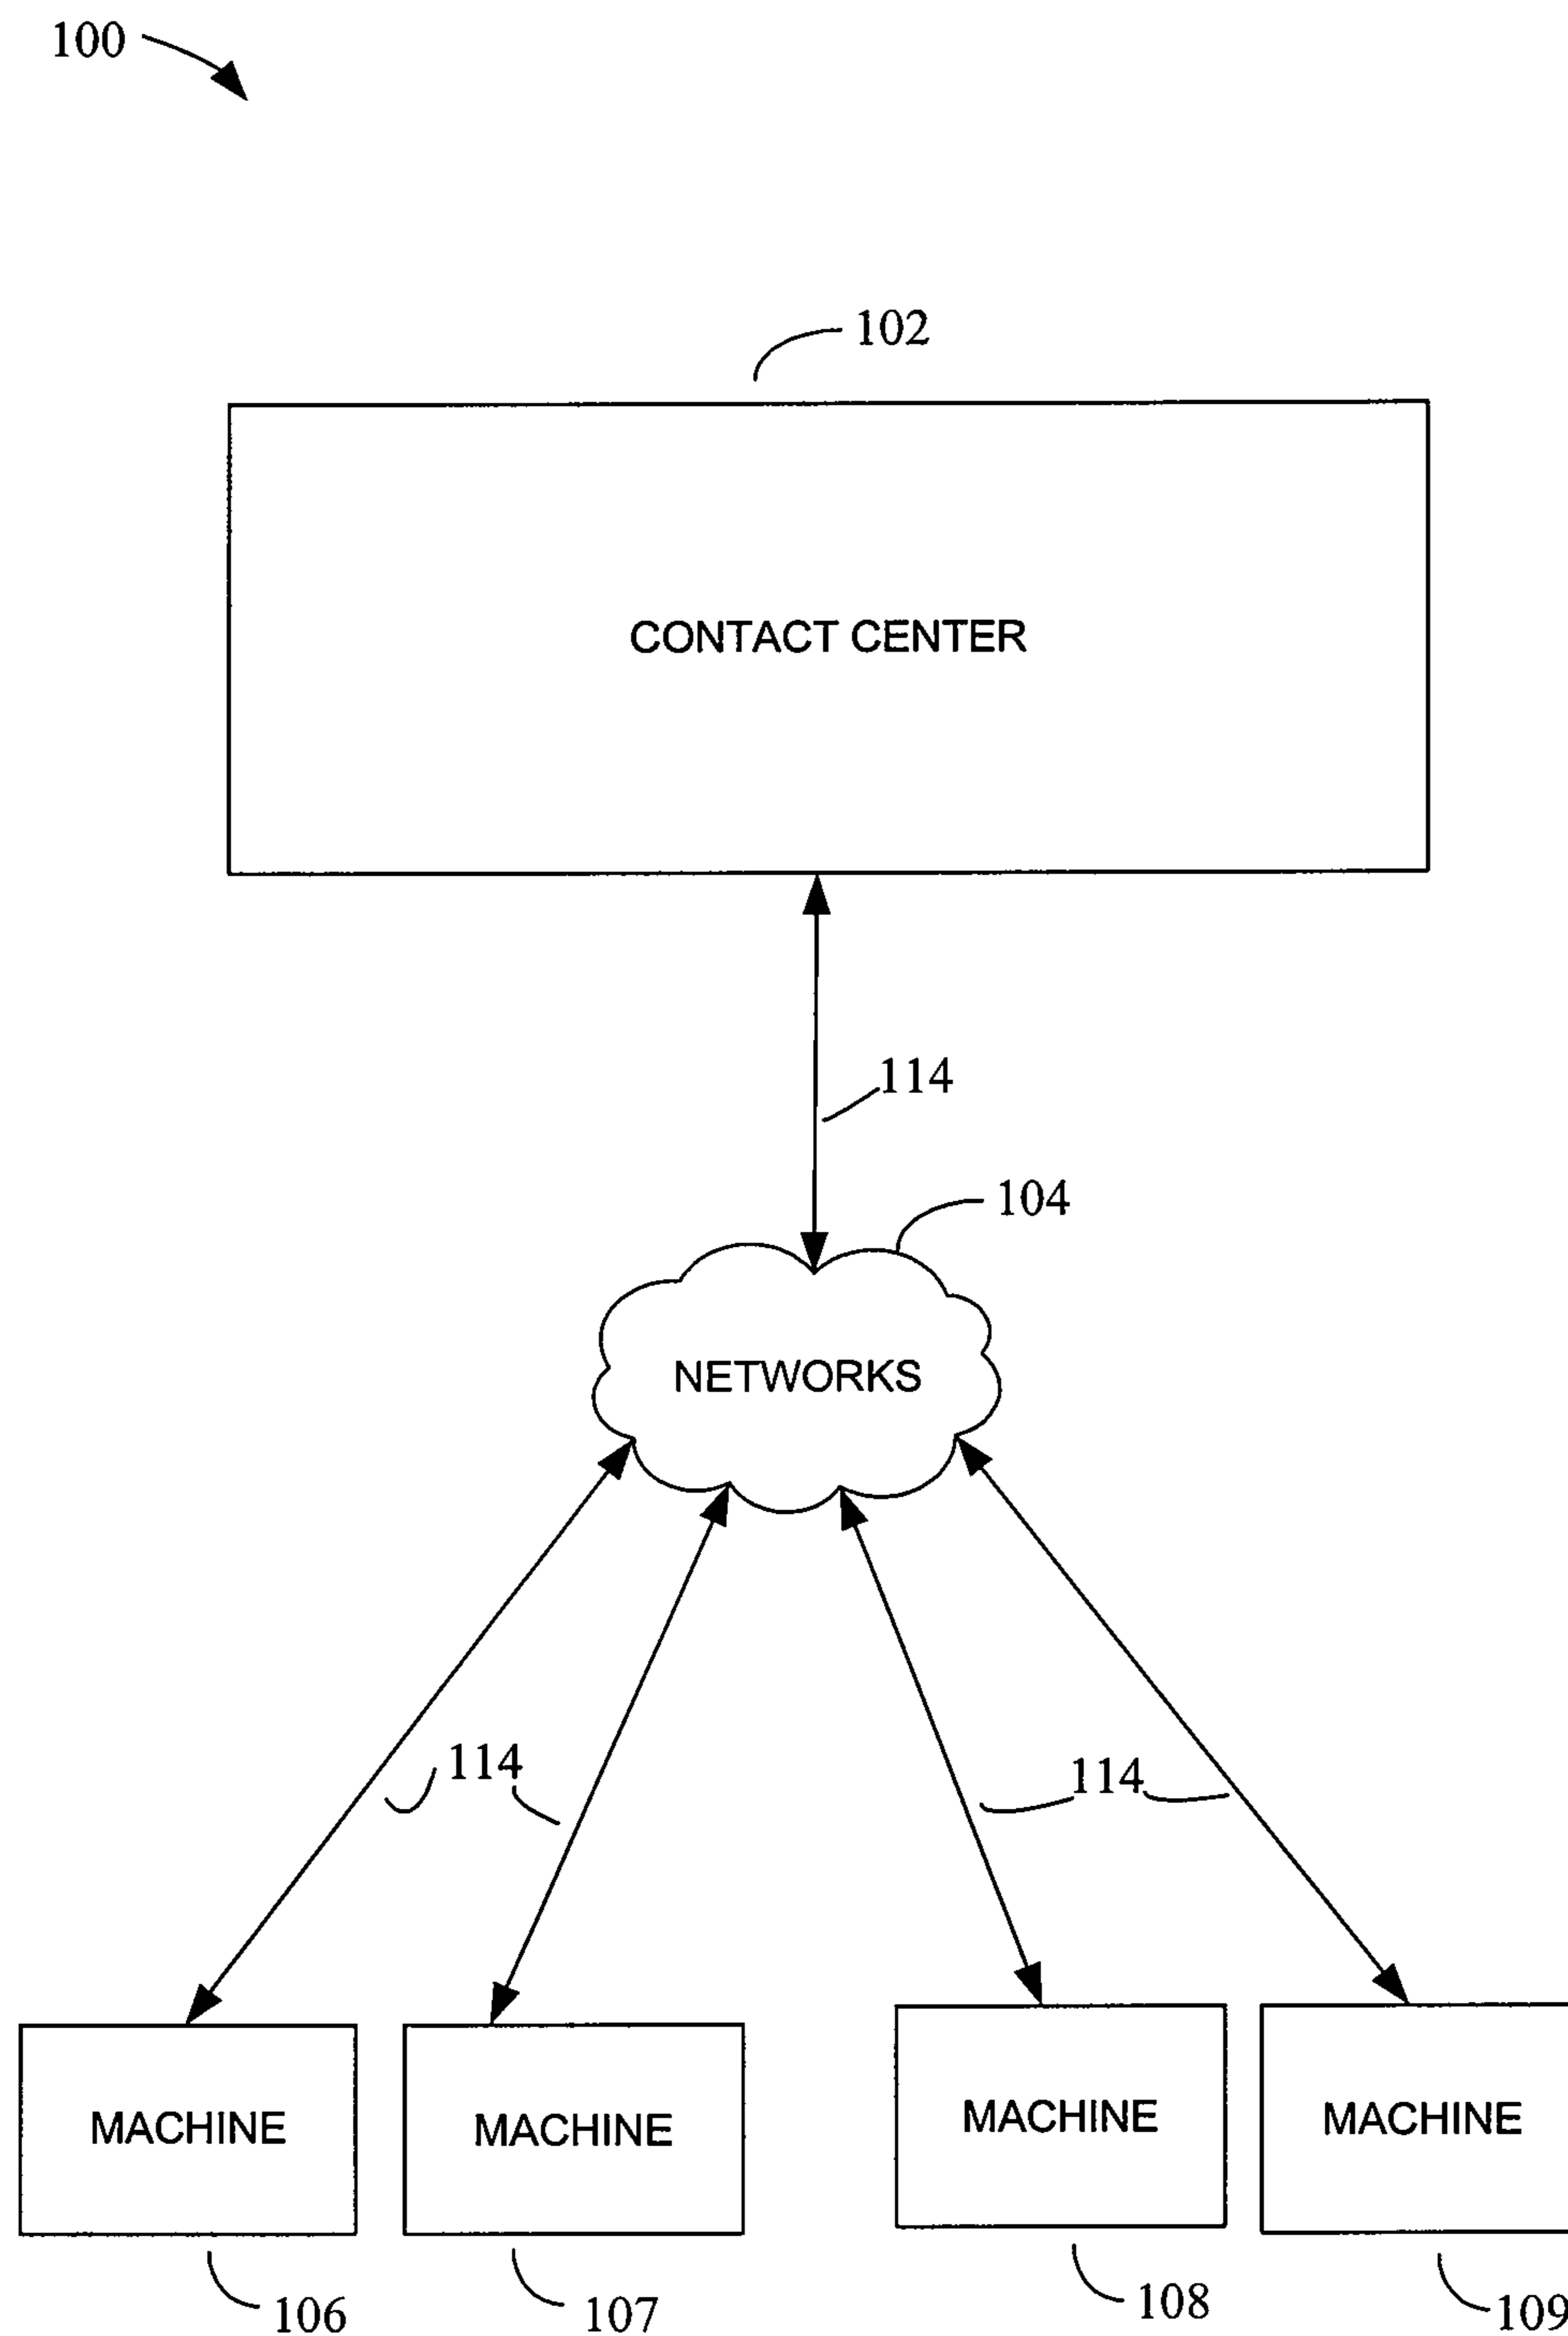 100
102
CONTACT CENTER
114
104
NETWORKS
114 114
MACHINE MACHINE MACHINE MACHINE
106 107 108 109